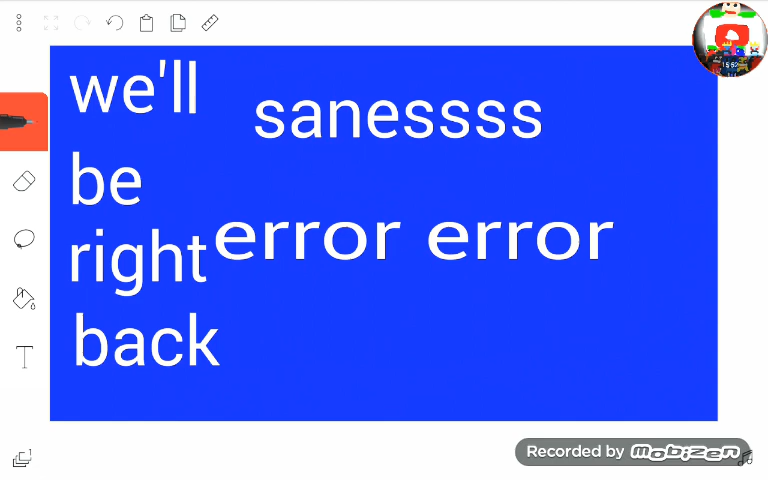 we'll
be
right
back
sanessss
error error
Recorded by mobizen